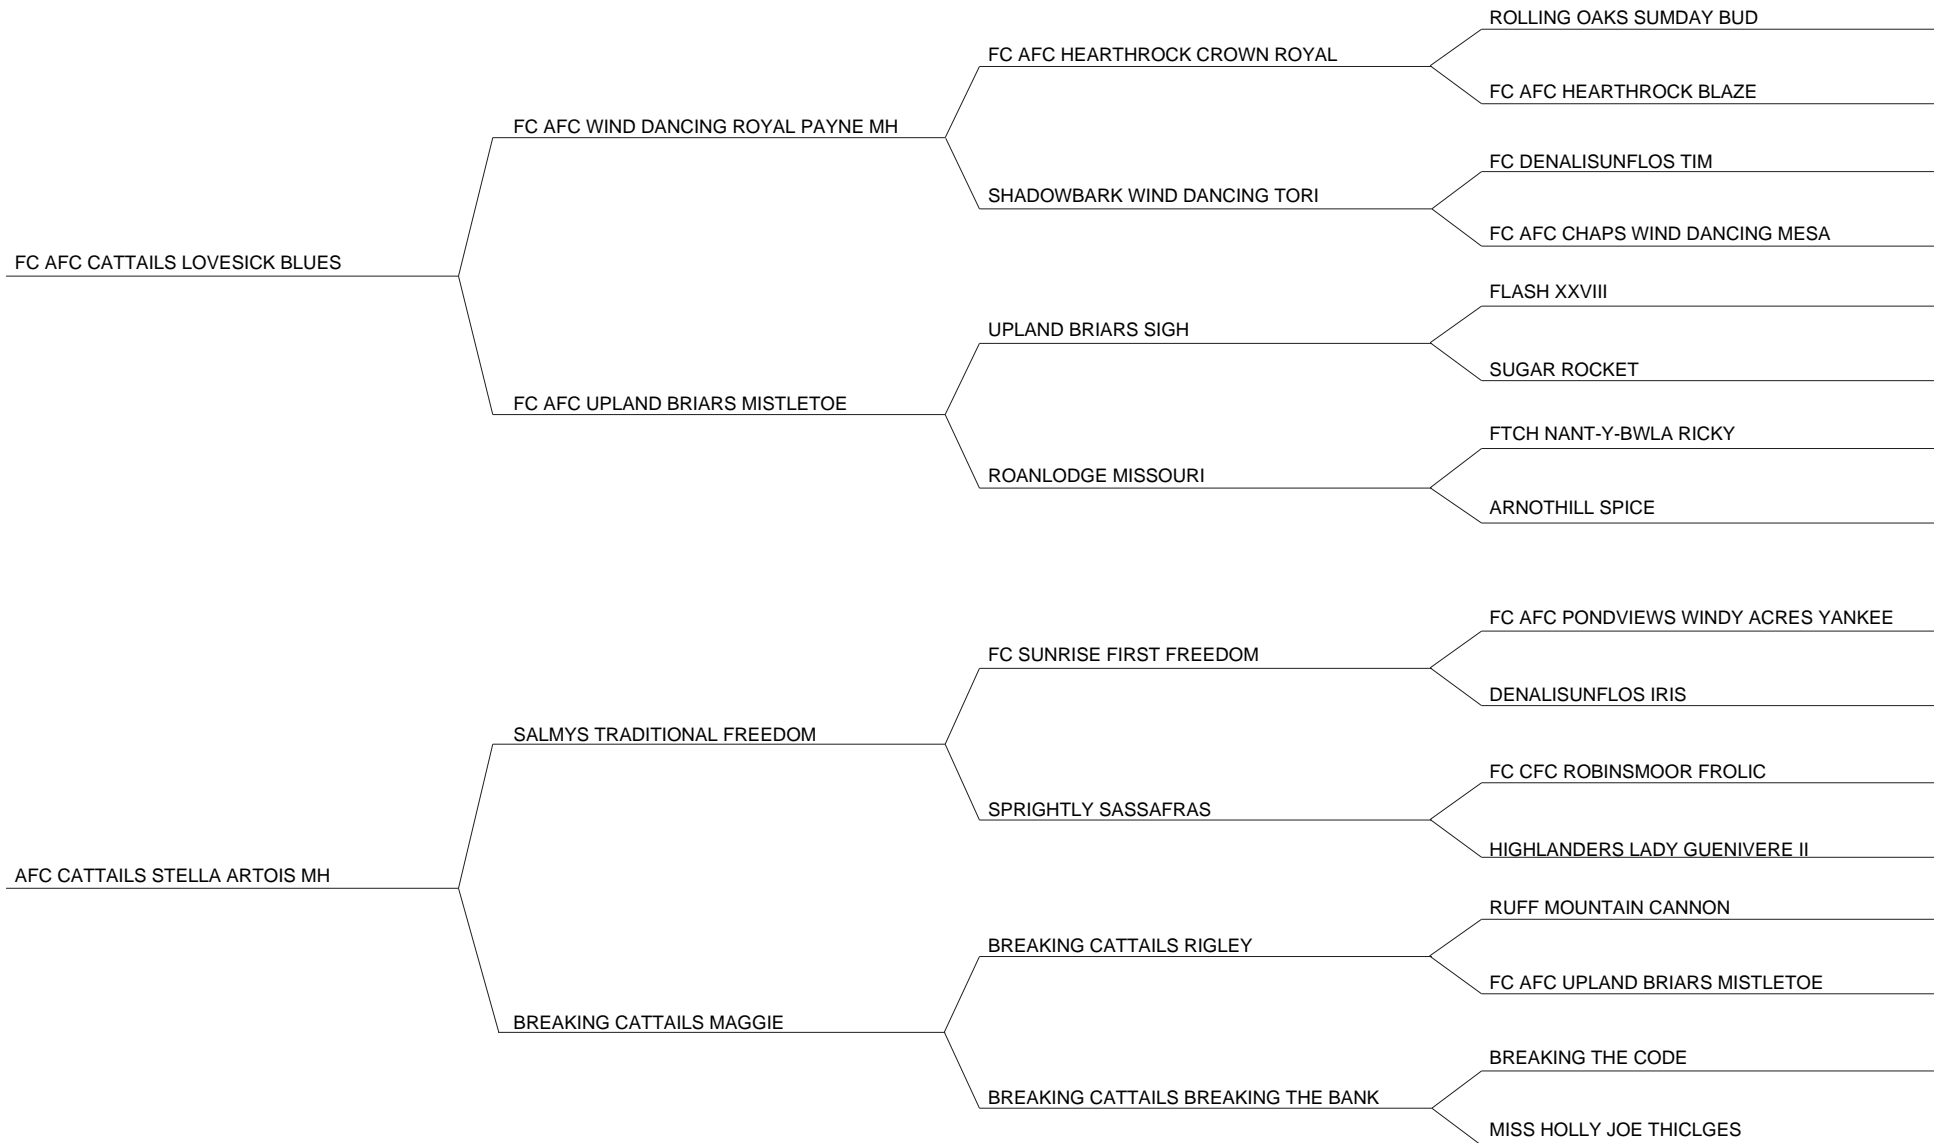 ROLLING OAKS SUMDAY BUD
FC AFC HEARTHROCK CROWN ROYAL
FC AFC HEARTHROCK BLAZE
FC AFC WIND DANCING ROYAL PAYNE MH
FC DENALISUNFLOS TIM
SHADOWBARK WIND DANCING TORI
FC AFC CHAPS WIND DANCING MESA
FC AFC CATTAILS LOVESICK BLUES
FLASH XXVIII
UPLAND BRIARS SIGH
SUGAR ROCKET
FC AFC UPLAND BRIARS MISTLETOE
FTCH NANT-Y-BWLA RICKY
ROANLODGE MISSOURI
ARNOTHILL SPICE
FC AFC PONDVIEWS WINDY ACRES YANKEE
FC SUNRISE FIRST FREEDOM
DENALISUNFLOS IRIS
SALMYS TRADITIONAL FREEDOM
FC CFC ROBINSMOOR FROLIC
SPRIGHTLY SASSAFRAS
HIGHLANDERS LADY GUENIVERE II
AFC CATTAILS STELLA ARTOIS MH
RUFF MOUNTAIN CANNON
BREAKING CATTAILS RIGLEY
FC AFC UPLAND BRIARS MISTLETOE
BREAKING CATTAILS MAGGIE
BREAKING THE CODE
BREAKING CATTAILS BREAKING THE BANK
MISS HOLLY JOE THICLGES